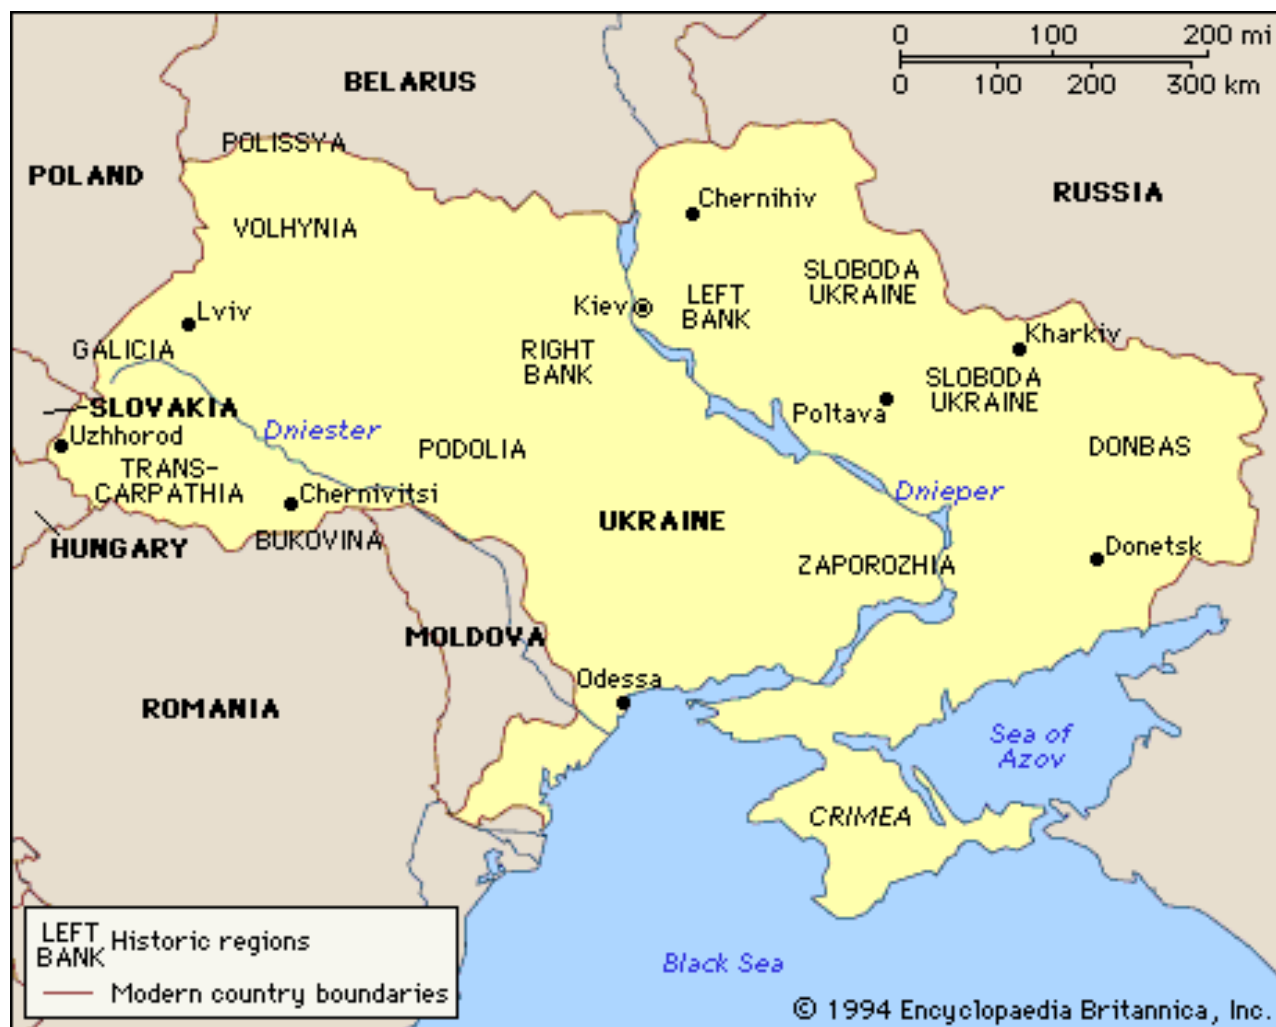 0 100 200 mi
0 100 200 300 km
BELARUS
POLISSYA
POLAND
RUSSIA
Chernihiv
VOLHYNIA
SLOBODA
UKRAINE
LEFT
BANK
Kiev
Lviv
Kharkiv
GALICIA
RIGHT
BANK
SLOBODA
UKRAINE
SLOVAKIA
Poltava
Uzhhorod
Dniester
PODOLIA
DONBAS
TRANS-
CARPATHIA
Chernivitsi
Dnieper
UKRAINE
BUKOVINA
HUNGARY
Donetsk
ZAPOROZHIA
MOLDOVA
Odessa
ROMANIA
Sea of
Azov
CRIMEA
LEFT
BANK
Historic regions
Modern country boundaries
Black Sea
© 1994 Encyclopaedia Britannica, Inc.